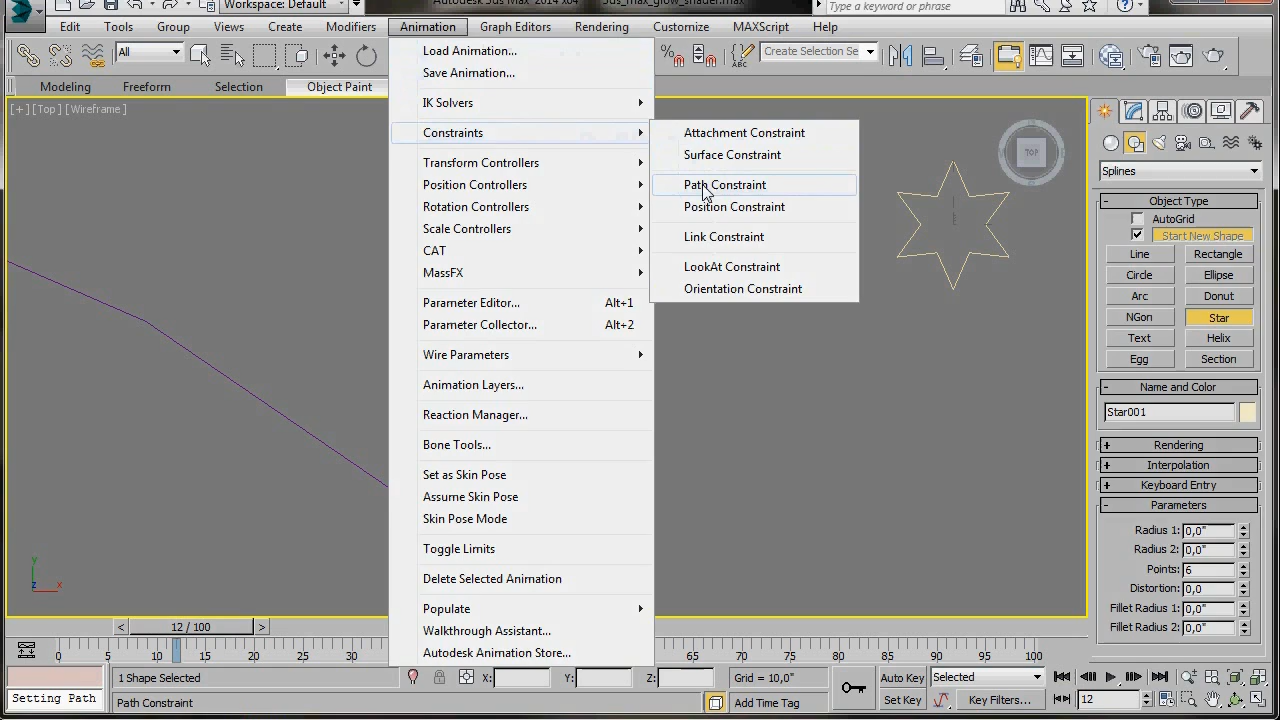 Workspace: Default
Autodesk 3ds Max 2014 x64
3ds_max_glow_shader.max
Type a keyword or phrase
Edit Tools Group Views Create Modifiers Animation Graph Editors Rendering Customize MAXScript Help
All
Create Selection Se
Modeling Freeform Selection Object Paint
[+] [Top] [Wireframe]
Load Animation...
Save Animation...
IK Solvers
Constraints
Transform Controllers
Position Controllers
Rotation Controllers
Scale Controllers
CAT
MassFX
Parameter Editor... Alt+1
Parameter Collector... Alt+2
Wire Parameters
Animation Layers...
Reaction Manager...
Bone Tools...
Set as Skin Pose
Assume Skin Pose
Skin Pose Mode
Toggle Limits
Delete Selected Animation
Populate
Walkthrough Assistant...
Autodesk Animation Store...
Attachment Constraint
Surface Constraint
Path Constraint
Position Constraint
Link Constraint
LookAt Constraint
Orientation Constraint
TOP
Splines
Object Type
AutoGrid
Start New Shape
Line Rectangle
Circle Ellipse
Arc Donut
NGon Star
Text Helix
Egg Section
Name and Color
Star001
Rendering
Interpolation
Keyboard Entry
Parameters
Radius 1: 0,0"
Radius 2: 0,0"
Points: 6
Distortion: 0,0
Fillet Radius 1: 0,0"
Fillet Radius 2: 0,0"
y
z x
< 12 / 100 >
0 5 10 15 20 25 30 35 65 70 75 80 85 90 95 100
1 Shape Selected X: Y: Z: Grid = 10,0" Auto Key Selected
Setting Path Path Constraint Add Time Tag Set Key Key Filters... 12